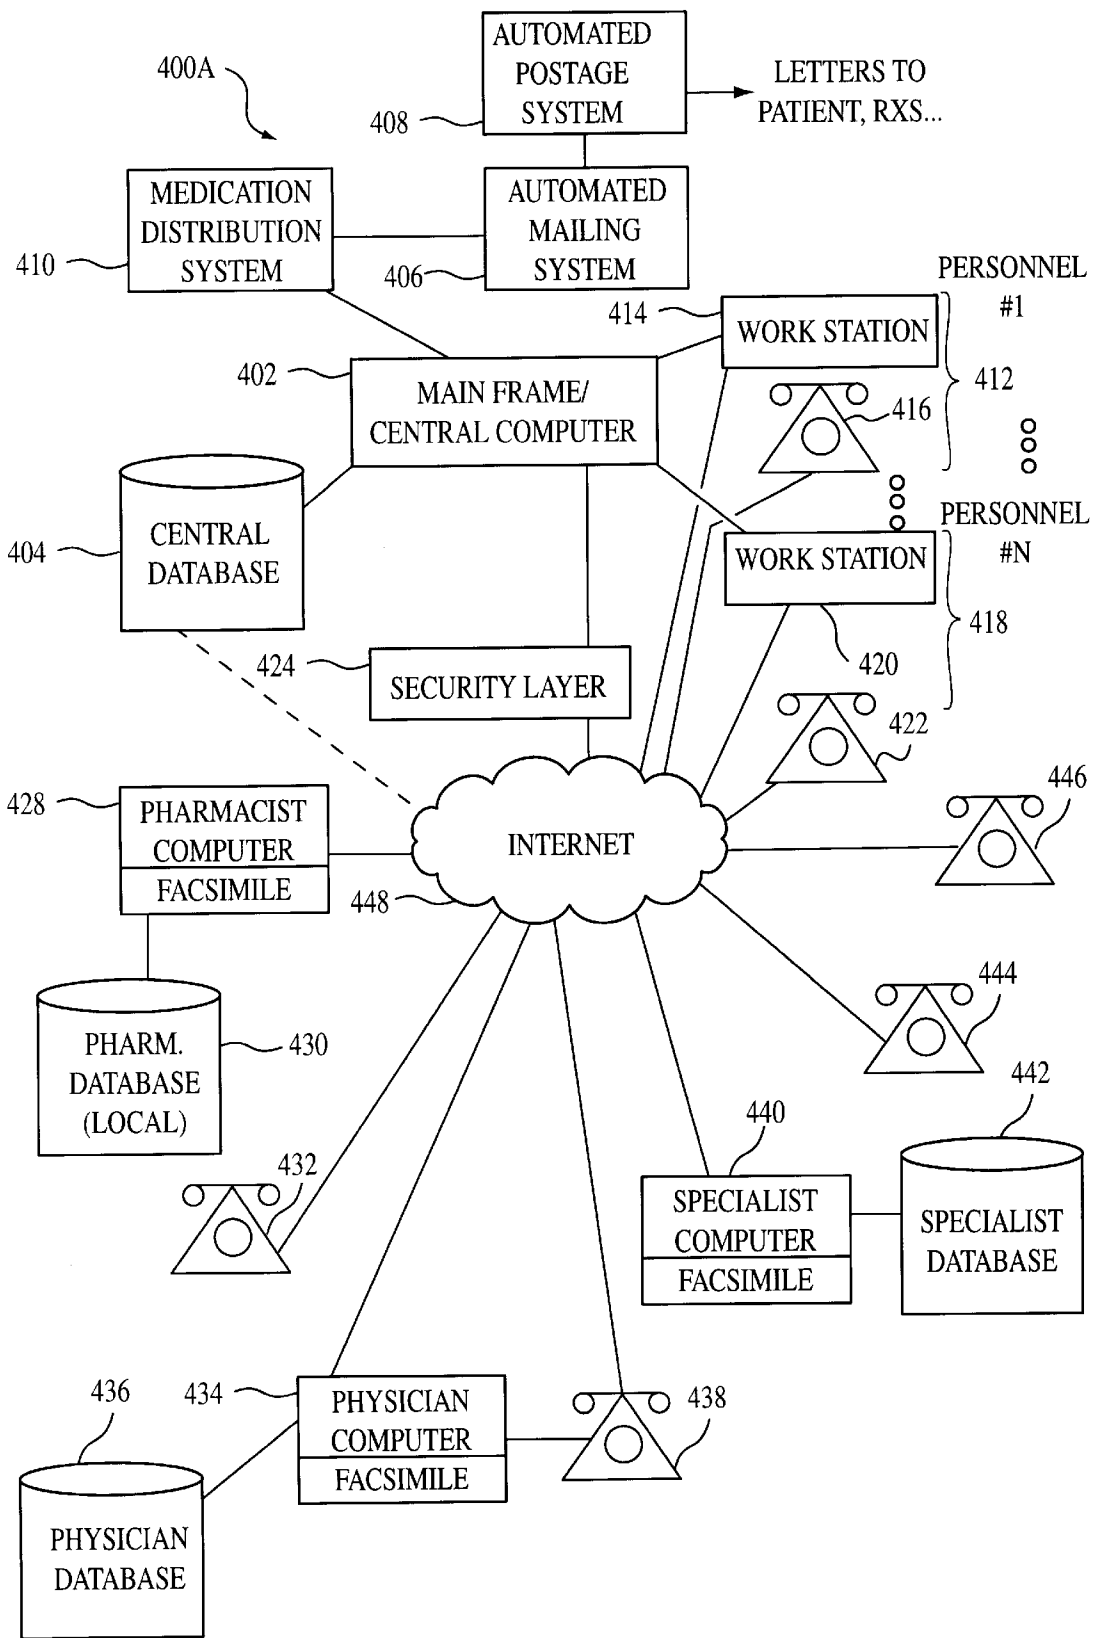 400A
AUTOMATED
POSTAGE
SYSTEM
408
LETTERS TO
PATIENT, RXS...
MEDICATION
DISTRIBUTION
SYSTEM
410
AUTOMATED
MAILING
SYSTEM
406
PERSONNEL
#1
414
WORK STATION
412
416
402
MAIN FRAME/
CENTRAL COMPUTER
404
CENTRAL
DATABASE
PERSONNEL
#N
WORK STATION
418
420
424
SECURITY LAYER
422
428
PHARMACIST
COMPUTER
FACSIMILE
INTERNET
448
446
444
PHARM.
DATABASE
(LOCAL)
430
432
442
440
SPECIALIST
COMPUTER
FACSIMILE
SPECIALIST
DATABASE
436
434
PHYSICIAN
COMPUTER
FACSIMILE
438
PHYSICIAN
DATABASE